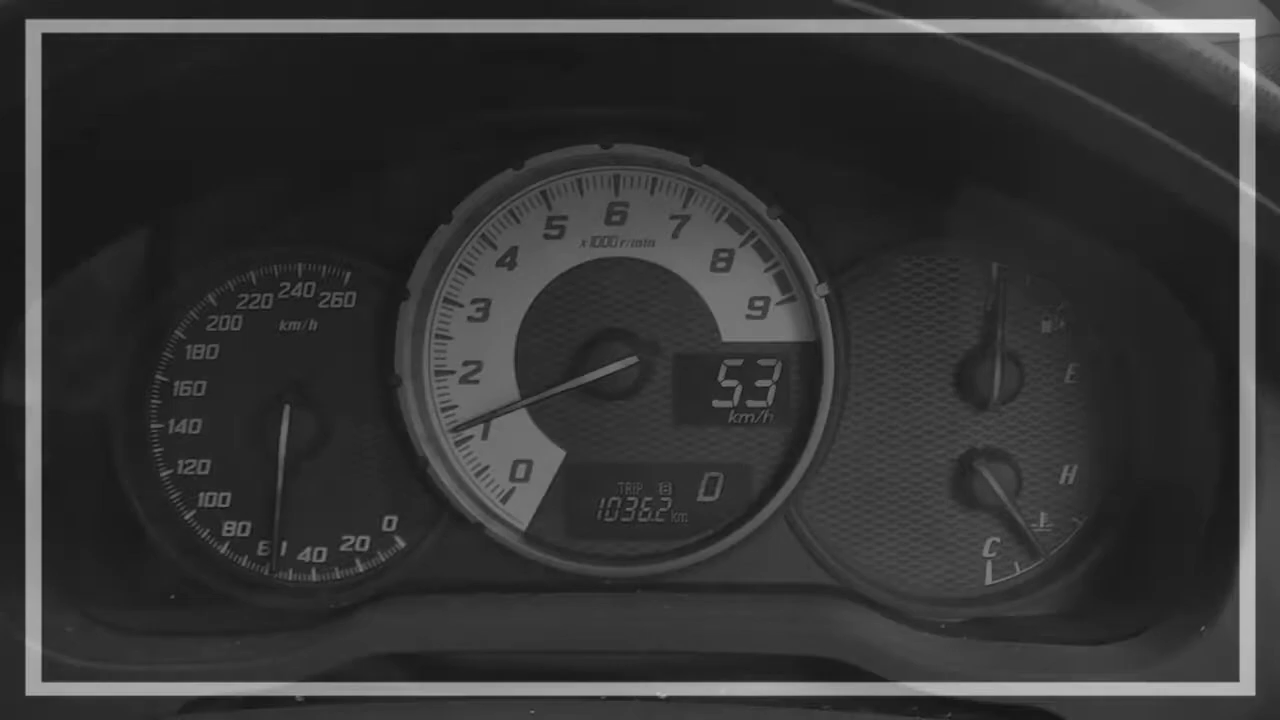 240
220 260
200 km/h
180
160
140
120
100
80
40 20 0
6
5 7
x1000 r/min
4 8
3 9
2
1
0
53
km/h
TRIP B
1036.2 km
D
E
H
C